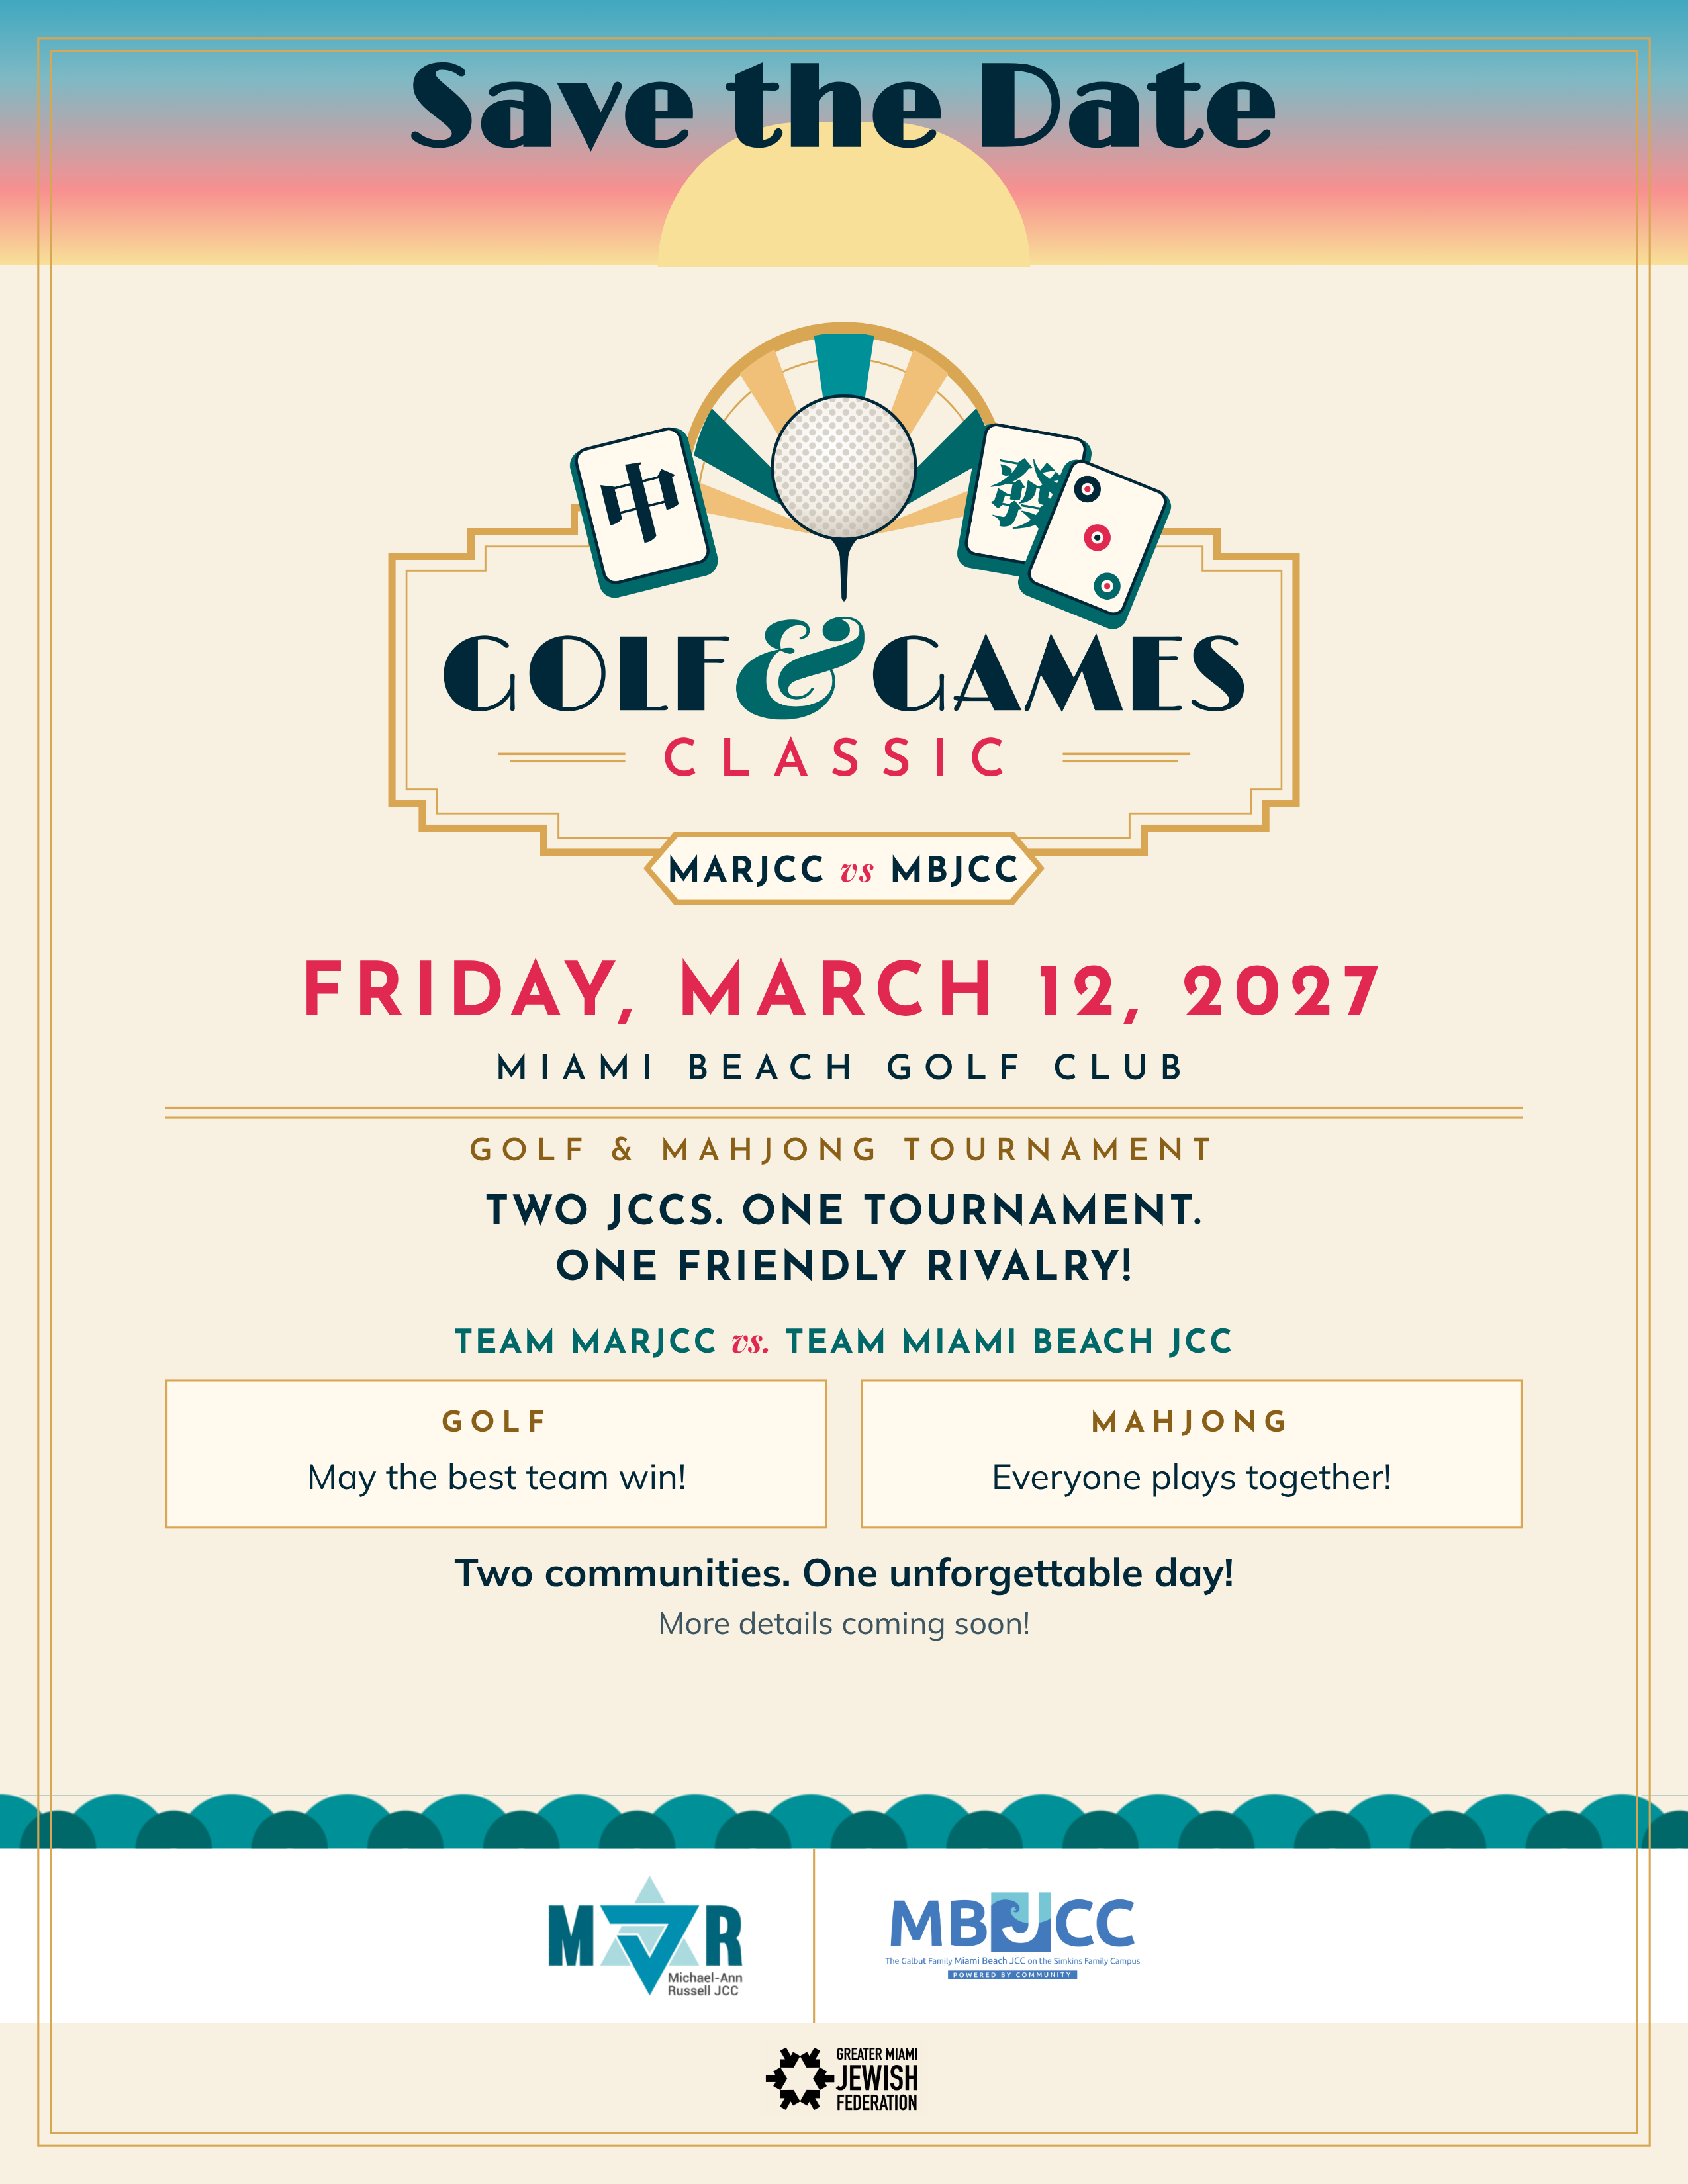 Save the Date
中
發
GOLF & GAMES
CLASSIC
MARJCC vs MBJCC
FRIDAY, MARCH 12, 2027
MIAMI BEACH GOLF CLUB
GOLF & MAHJONG TOURNAMENT
TWO JCCS. ONE TOURNAMENT.
ONE FRIENDLY RIVALRY!
TEAM MARJCC vs. TEAM MIAMI BEACH JCC
GOLF
May the best team win!
MAHJONG
Everyone plays together!
Two communities. One unforgettable day!
More details coming soon!
MAR
Michael-Ann
Russell JCC
MBJCC
The Galbut Family Miami Beach JCC on the Simkins Family Campus
POWERED BY COMMUNITY
GREATER MIAMI
JEWISH
FEDERATION